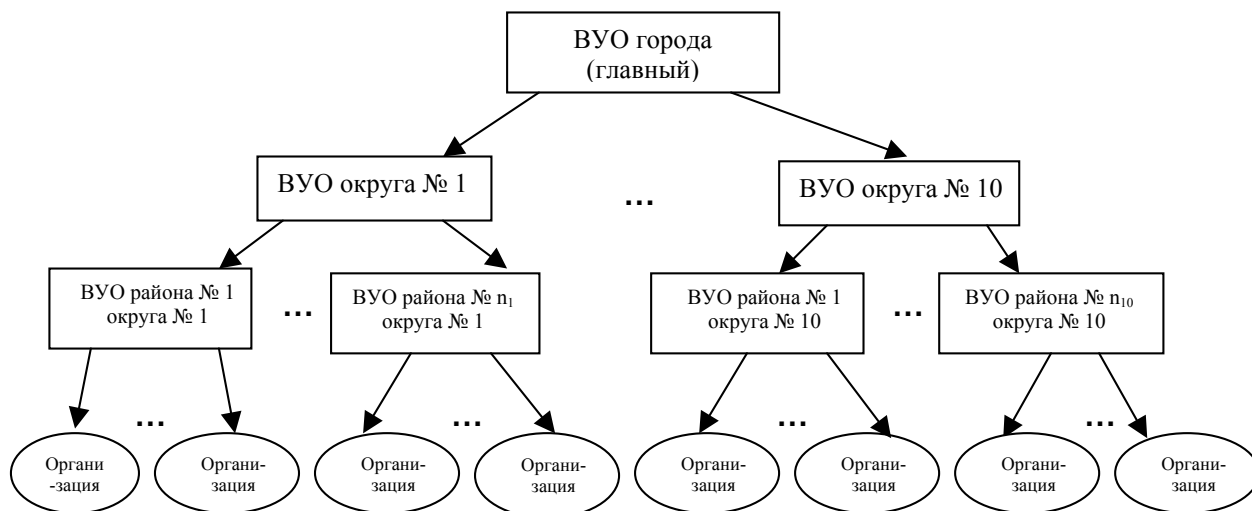 ВУО города
(главный)
ВУО округа № 1
...
ВУО округа № 10
ВУО района № 1
округа № 1
...
ВУО района № n₁
округа № 1
ВУО района № 1
округа № 10
...
ВУО района № n₁₀
округа № 10
...
...
...
...
Органи
-зация
Органи-
зация
Органи-
зация
Органи-
зация
Органи-
зация
Органи-
зация
Органи-
зация
Органи-
зация